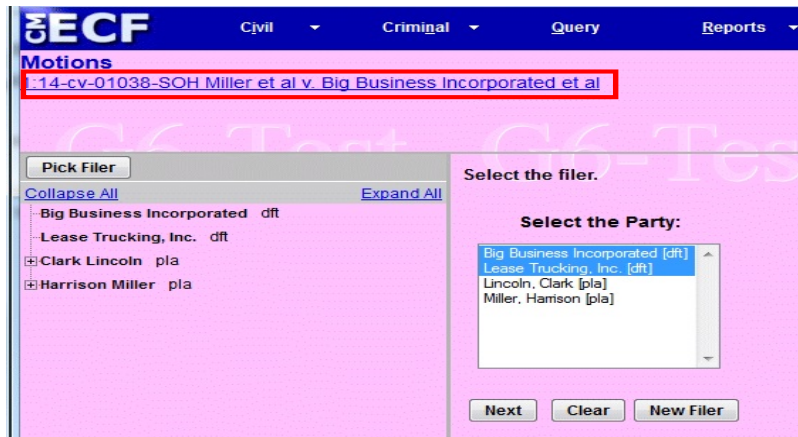 CM ECF Civil Criminal Query Reports
Motions
1:14-cv-01038-SOH Miller et al v. Big Business Incorporated et al
G6-Test G6-Tes
Pick Filer
Collapse All Expand All
Big Business Incorporated dft
Lease Trucking, Inc. dft
Clark Lincoln pla
Harrison Miller pla
Select the filer.
Select the Party:
Big Business Incorporated [dft]
Lease Trucking, Inc. [dft]
Lincoln, Clark [pla]
Miller, Harrison [pla]
Next Clear New Filer